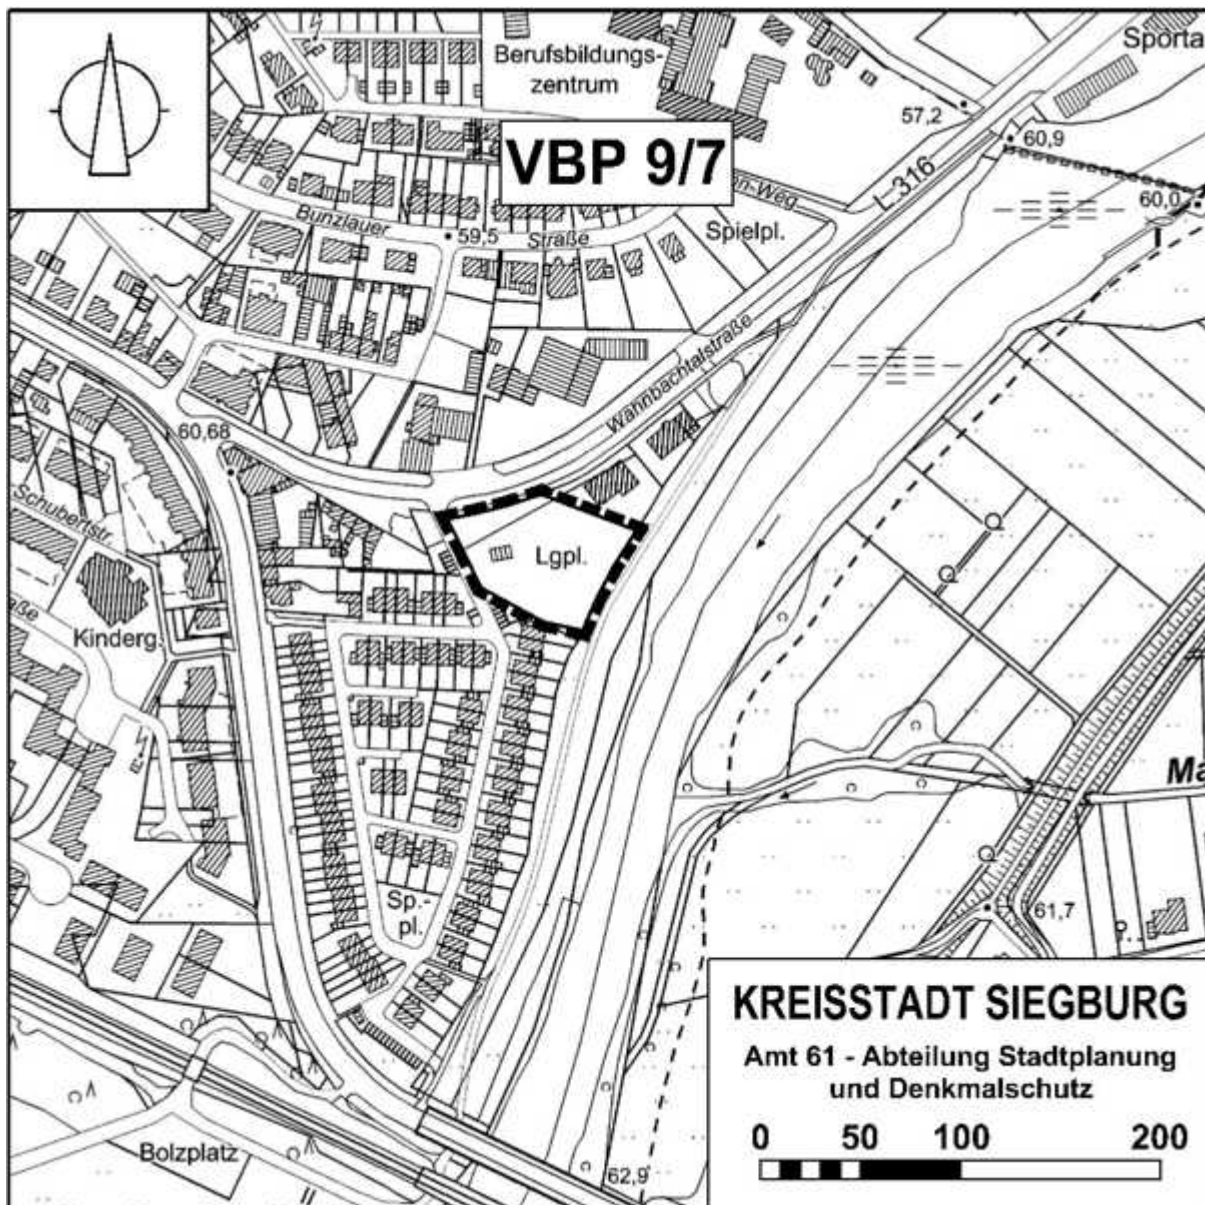 Berufsbildungs-
zentrum
Sporta
57,2
60,9
VBP 9/7
n-Weg
L 316
60,0
Bunzlauer
59,5
Straße
Spielpl.
Wahnbachtalstraße
60,68
Schubertstr.
Lgpl.
aße
Kinderg.
Ma
Sp.-
pl.
61,7
KREISSTADT SIEGBURG
Amt 61 - Abteilung Stadtplanung
und Denkmalschutz
0 50 100 200
Bolzplatz
62,9